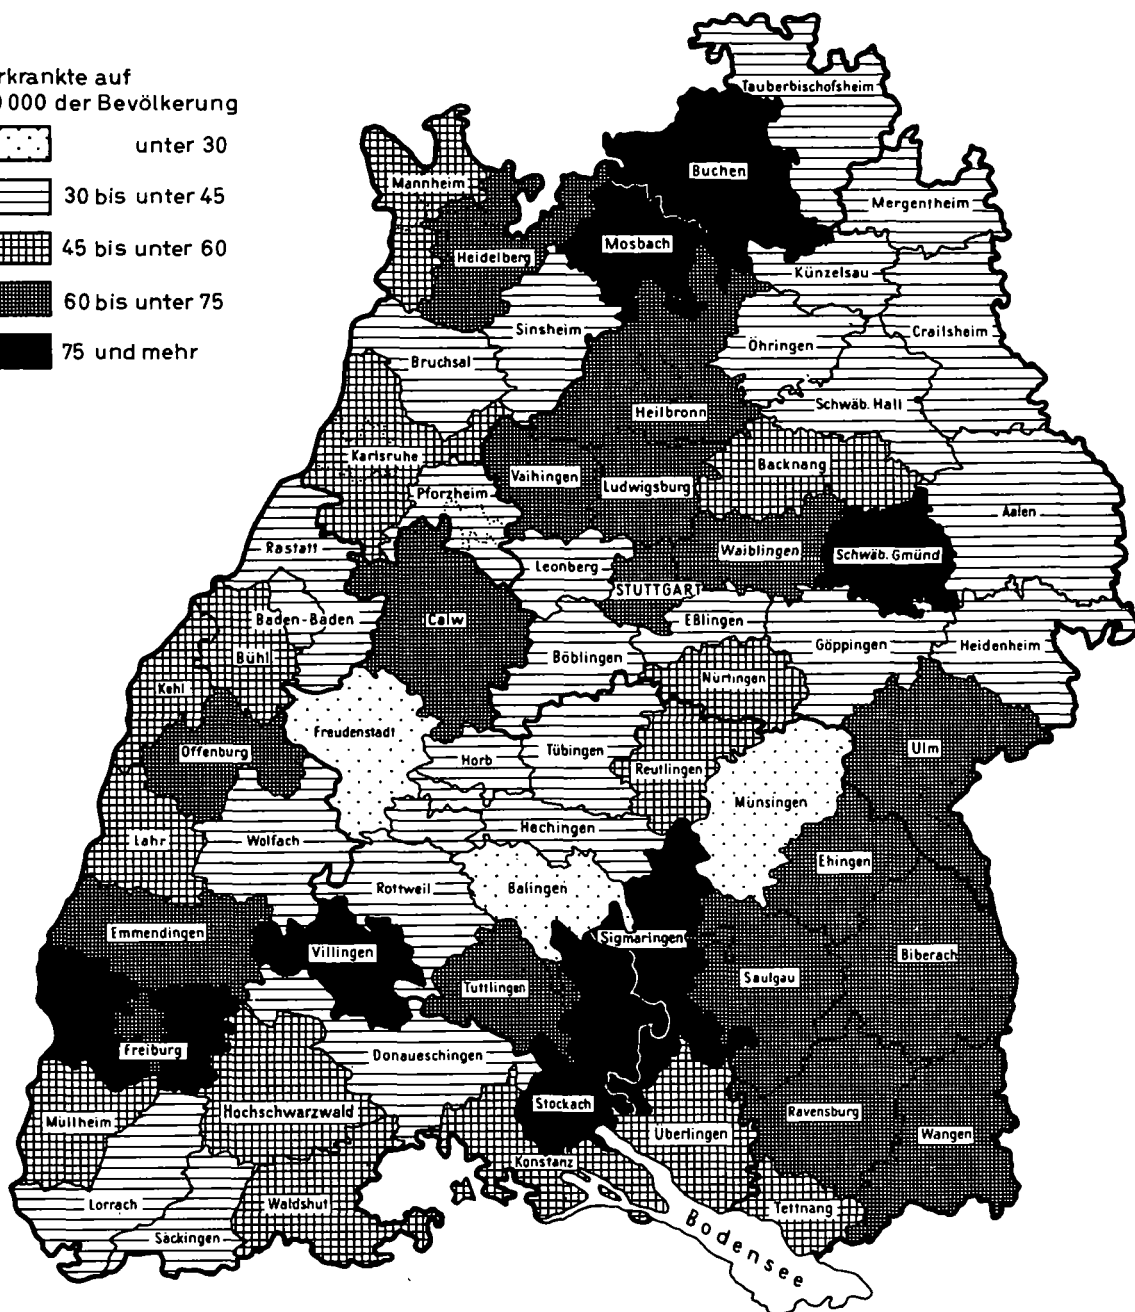 rkrankte auf
000 der Bevölkerung
unter 30
30 bis unter 45
45 bis unter 60
60 bis unter 75
75 und mehr
Tauberbischofsheim
Buchen
Mannheim
Mergentheim
Mosbach
Heidelberg
Künzelsau
Sinsheim
Crailsheim
Öhringen
Bruchsal
Schwäb. Hall
Heilbronn
Karlsruhe
Backnang
Vaihingen
Ludwigsburg
Pforzheim
Aalen
Rastatt
Waiblingen
Schwäb. Gmünd
Leonberg
STUTTGART
Baden-Baden
Calw
Eßlingen
Göppingen
Heidenheim
Bühl
Böblingen
Nürtingen
Kehl
Freudenstadt
Offenburg
Tübingen
Ulm
Horb
Reutlingen
Münsingen
Lahr
Wolfach
Hechingen
Ehingen
Rottweil
Balingen
Emmendingen
Villingen
Sigmaringen
Biberach
Saulgau
Tuttlingen
Freiburg
Donaueschingen
Stockach
Hochschwarzwald
Ravensburg
Müllheim
Überlingen
Wangen
Konstanz
Lorrach
Waldshut
Tettnang
Säckingen
Bodensee